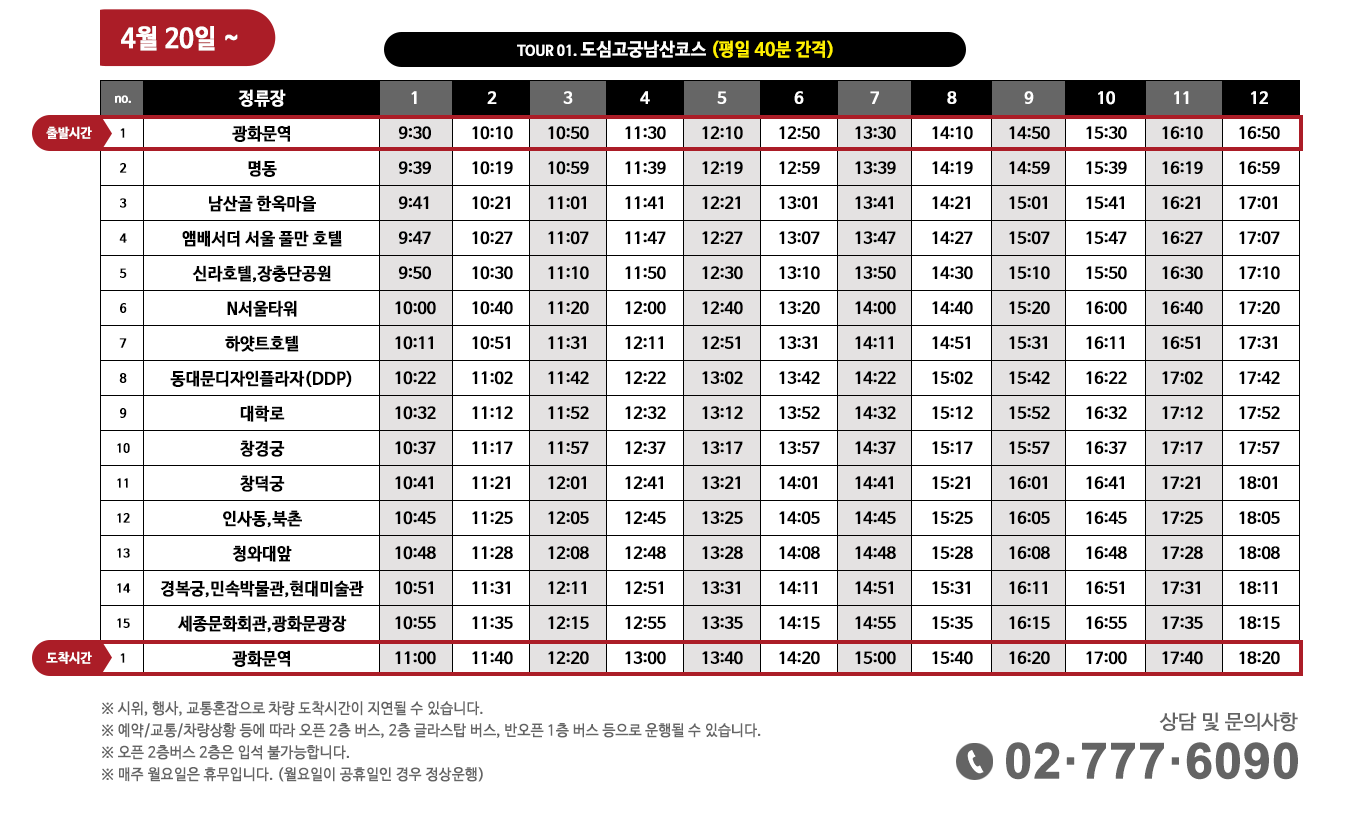 4월 20일 ~
TOUR 01. 도심고궁남산코스 (평일 40분 간격)
no. 정류장 1 2 3 4 5 6 7 8 9 10 11 12
출발시간 1 광화문역 9:30 10:10 10:50 11:30 12:10 12:50 13:30 14:10 14:50 15:30 16:10 16:50
2 명동 9:39 10:19 10:59 11:39 12:19 12:59 13:39 14:19 14:59 15:39 16:19 16:59
3 남산골 한옥마을 9:41 10:21 11:01 11:41 12:21 13:01 13:41 14:21 15:01 15:41 16:21 17:01
4 앰배서더 서울 풀만 호텔 9:47 10:27 11:07 11:47 12:27 13:07 13:47 14:27 15:07 15:47 16:27 17:07
5 신라호텔,장충단공원 9:50 10:30 11:10 11:50 12:30 13:10 13:50 14:30 15:10 15:50 16:30 17:10
6 N서울타워 10:00 10:40 11:20 12:00 12:40 13:20 14:00 14:40 15:20 16:00 16:40 17:20
7 하얏트호텔 10:11 10:51 11:31 12:11 12:51 13:31 14:11 14:51 15:31 16:11 16:51 17:31
8 동대문디자인플라자(DDP) 10:22 11:02 11:42 12:22 13:02 13:42 14:22 15:02 15:42 16:22 17:02 17:42
9 대학로 10:32 11:12 11:52 12:32 13:12 13:52 14:32 15:12 15:52 16:32 17:12 17:52
10 창경궁 10:37 11:17 11:57 12:37 13:17 13:57 14:37 15:17 15:57 16:37 17:17 17:57
11 창덕궁 10:41 11:21 12:01 12:41 13:21 14:01 14:41 15:21 16:01 16:41 17:21 18:01
12 인사동,북촌 10:45 11:25 12:05 12:45 13:25 14:05 14:45 15:25 16:05 16:45 17:25 18:05
13 청와대앞 10:48 11:28 12:08 12:48 13:28 14:08 14:48 15:28 16:08 16:48 17:28 18:08
14 경복궁,민속박물관,현대미술관 10:51 11:31 12:11 12:51 13:31 14:11 14:51 15:31 16:11 16:51 17:31 18:11
15 세종문화회관,광화문광장 10:55 11:35 12:15 12:55 13:35 14:15 14:55 15:35 16:15 16:55 17:35 18:15
도착시간 1 광화문역 11:00 11:40 12:20 13:00 13:40 14:20 15:00 15:40 16:20 17:00 17:40 18:20
※ 시위, 행사, 교통혼잡으로 차량 도착시간이 지연될 수 있습니다.
※ 예약/교통/차량상황 등에 따라 오픈 2층 버스, 2층 글라스탑 버스, 반오픈 1층 버스 등으로 운행될 수 있습니다.
※ 오픈 2층버스 2층은 입석 불가능합니다.
※ 매주 월요일은 휴무입니다. (월요일이 공휴일인 경우 정상운행)
상담 및 문의사항
02·777·6090